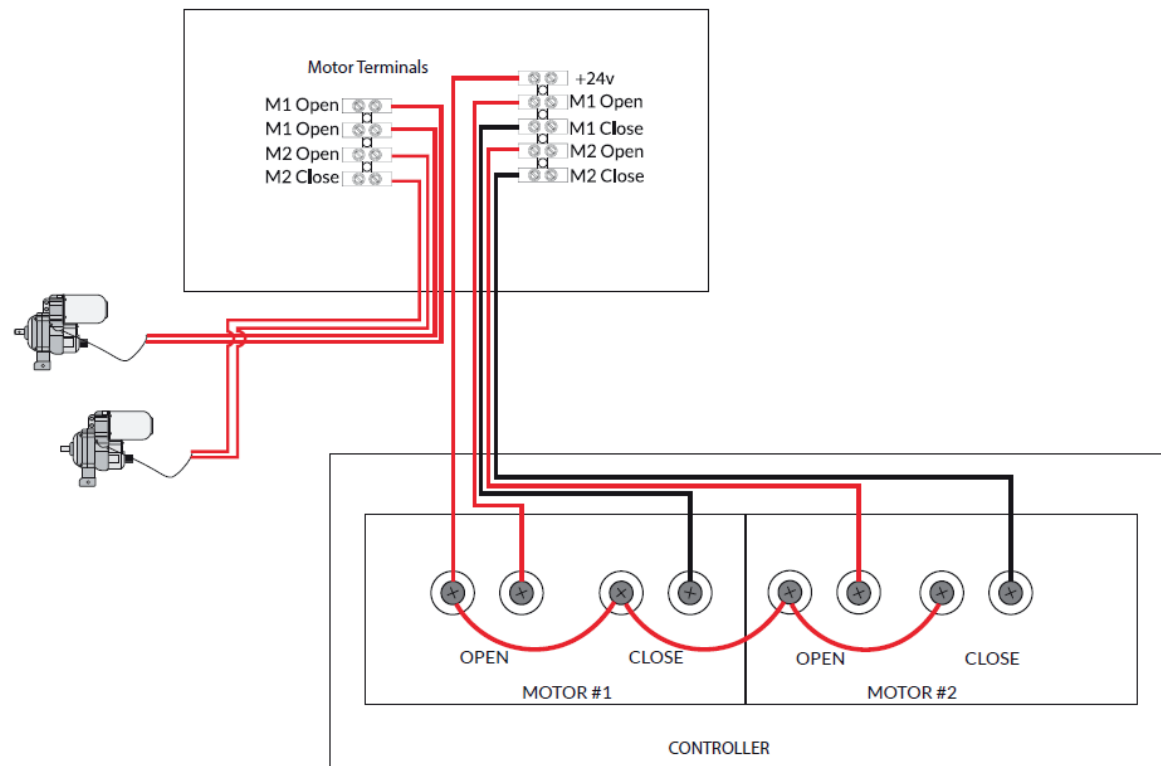 Motor Terminals
M1 Open
M1 Open
M2 Open
M2 Close
+24v
M1 Open
M1 Close
M2 Open
M2 Close
OPEN
CLOSE
MOTOR #1
OPEN
CLOSE
MOTOR #2
CONTROLLER